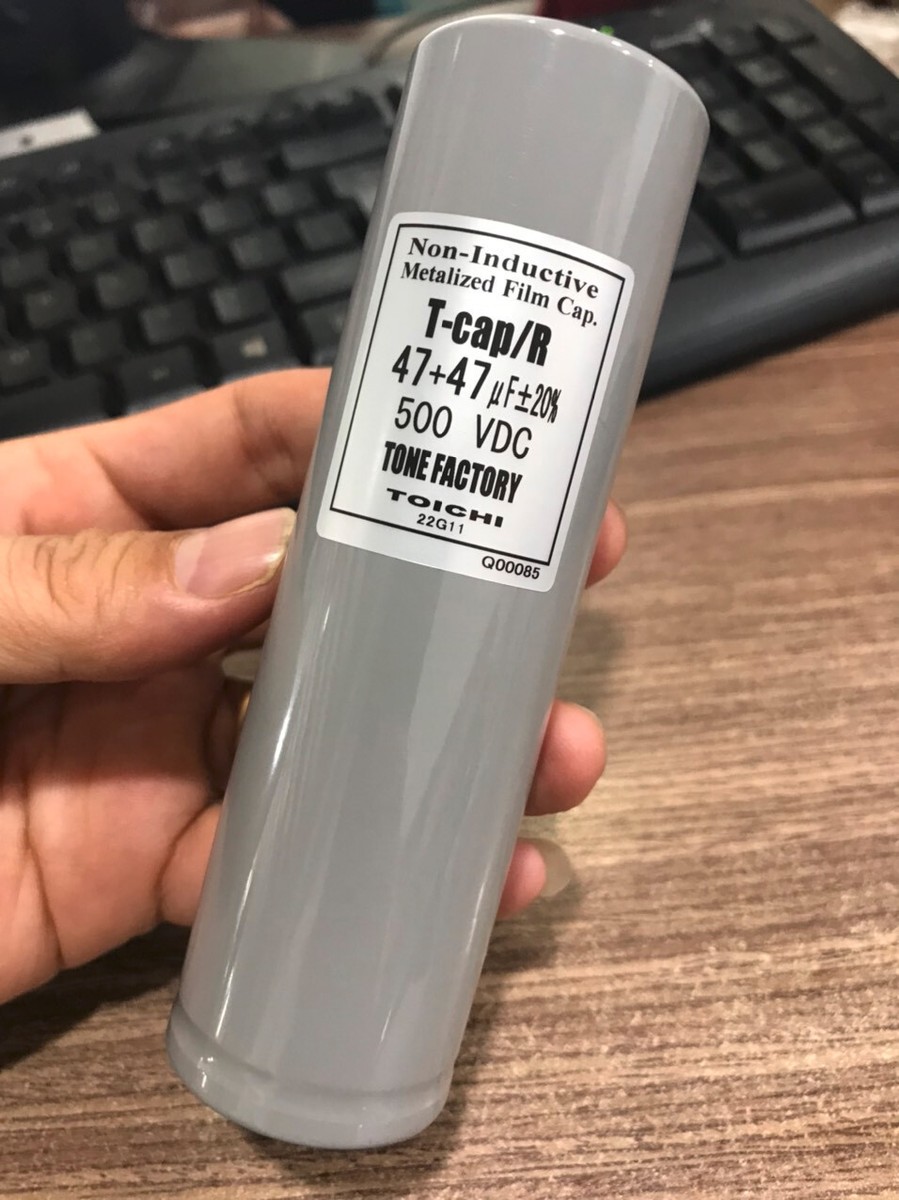 Non-Inductive
Metalized Film Cap.
T-cap/R
47+47μF±20%
500 VDC
TONE FACTORY
TOICHI
22G11
Q00085